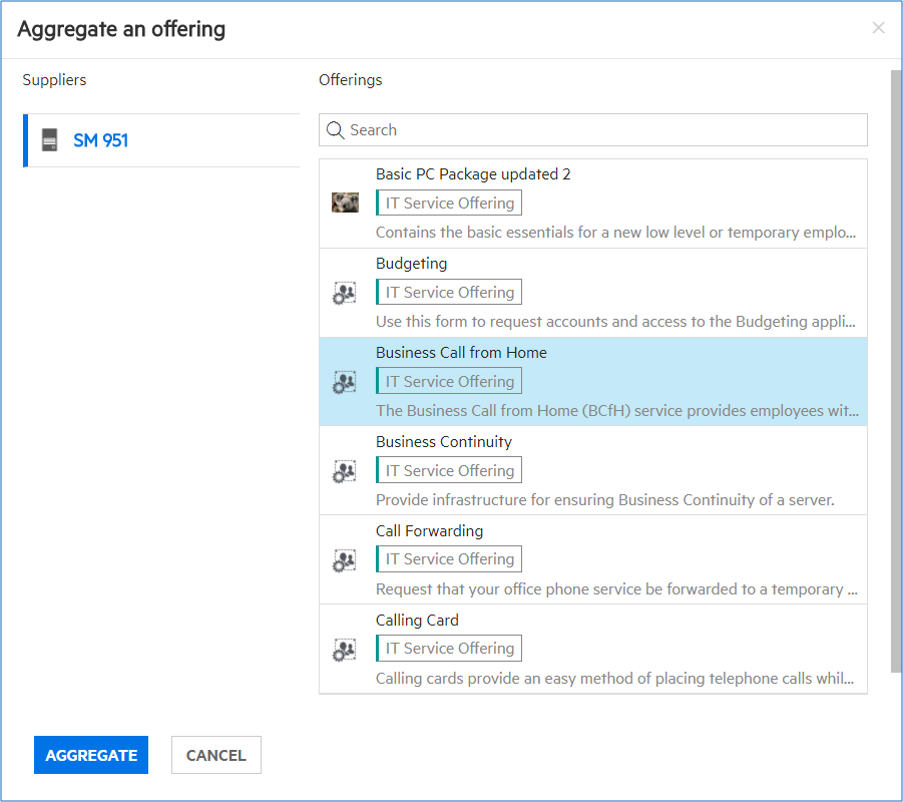 Aggregate an offering
Suppliers
SM 951
Offerings
Search
Basic PC Package updated 2
IT Service Offering
Contains the basic essentials for a new low level or temporary emplo...
Budgeting
IT Service Offering
Use this form to request accounts and access to the Budgeting appli...
Business Call from Home
IT Service Offering
The Business Call from Home (BCfH) service provides employees wit...
Business Continuity
IT Service Offering
Provide infrastructure for ensuring Business Continuity of a server.
Call Forwarding
IT Service Offering
Request that your office phone service be forwarded to a temporary ...
Calling Card
IT Service Offering
Calling cards provide an easy method of placing telephone calls whil...
AGGREGATE
CANCEL